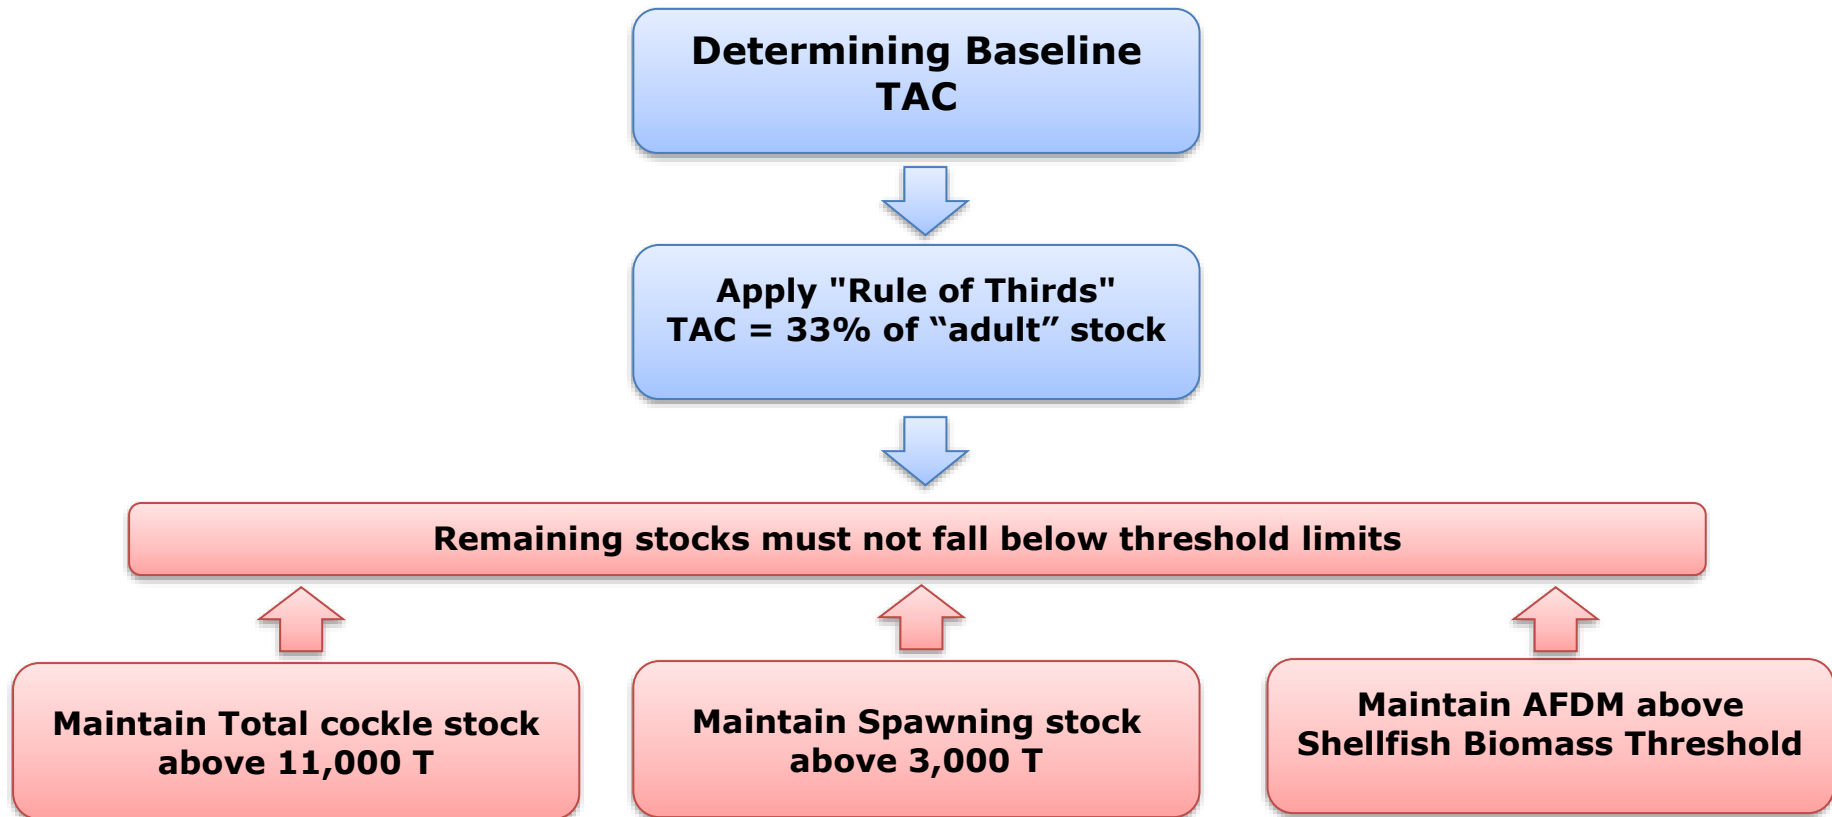 Determining Baseline
TAC
Apply "Rule of Thirds"
TAC = 33% of “adult” stock
Remaining stocks must not fall below threshold limits
Maintain Total cockle stock
above 11,000 T
Maintain Spawning stock
above 3,000 T
Maintain AFDM above
Shellfish Biomass Threshold